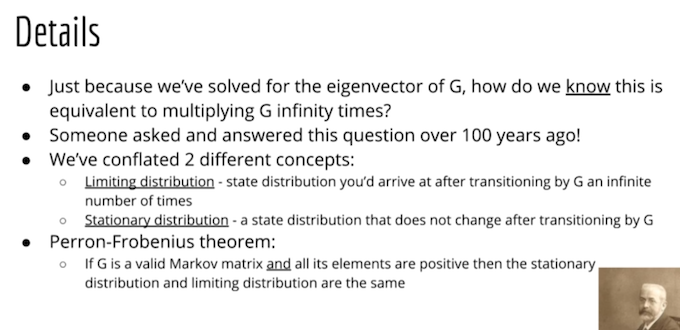 Details
● Just because we've solved for the eigenvector of G, how do we know this is
equivalent to multiplying G infinity times?
● Someone asked and answered this question over 100 years ago!
● We've conflated 2 different concepts:
○ Limiting distribution - state distribution you'd arrive at after transitioning by G an infinite
number of times
○ Stationary distribution - a state distribution that does not change after transitioning by G
● Perron-Frobenius theorem:
○ If G is a valid Markov matrix and all its elements are positive then the stationary
distribution and limiting distribution are the same